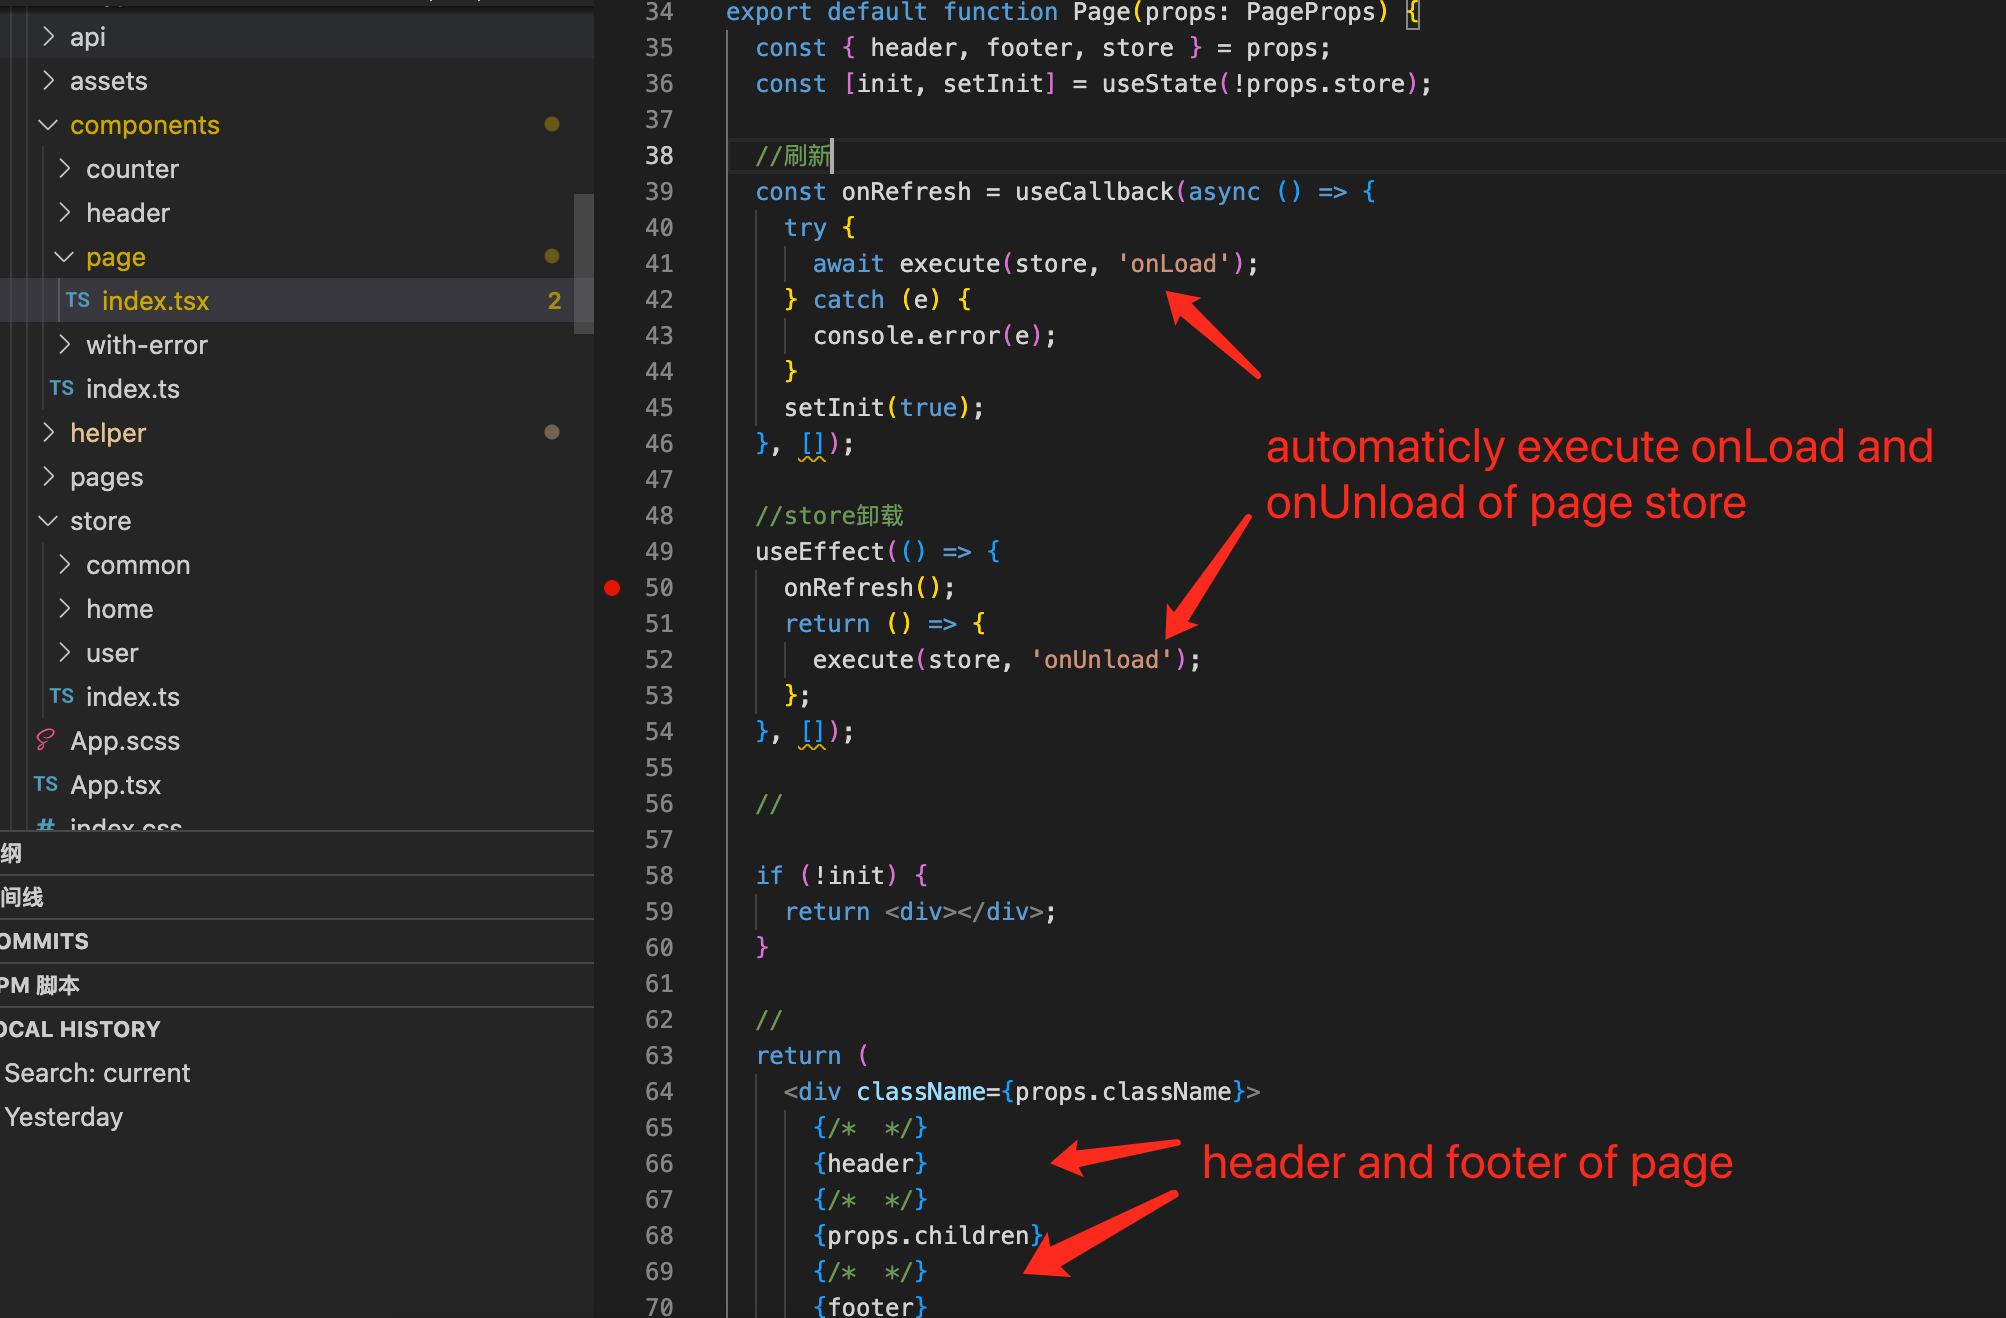 api
assets
components
counter
header
page
TS index.tsx 2
with-error
TS index.ts
helper
pages
store
common
home
user
TS index.ts
App.scss
TS App.tsx
# index.css
纲
间线
OMMITS
PM 脚本
OCAL HISTORY
Search: current
Yesterday
34 export default function Page(props: PageProps) {
35 const { header, footer, store } = props;
36 const [init, setInit] = useState(!props.store);
37
38 //刷新
39 const onRefresh = useCallback(async () => {
40 try {
41 await execute(store, 'onLoad');
42 } catch (e) {
43 console.error(e);
44 }
45 setInit(true);
46 }, []);
47
48 //store卸载
49 useEffect(() => {
50 onRefresh();
51 return () => {
52 execute(store, 'onUnload');
53 };
54 }, []);
55
56 //
57
58 if (!init) {
59 return <div></div>;
60 }
61
62 //
63 return (
64 <div className={props.className}>
65 {/*  */}
66 {header}
67 {/*  */}
68 {props.children}
69 {/*  */}
70 {footer}
automaticly execute onLoad and
onUnload of page store
header and footer of page